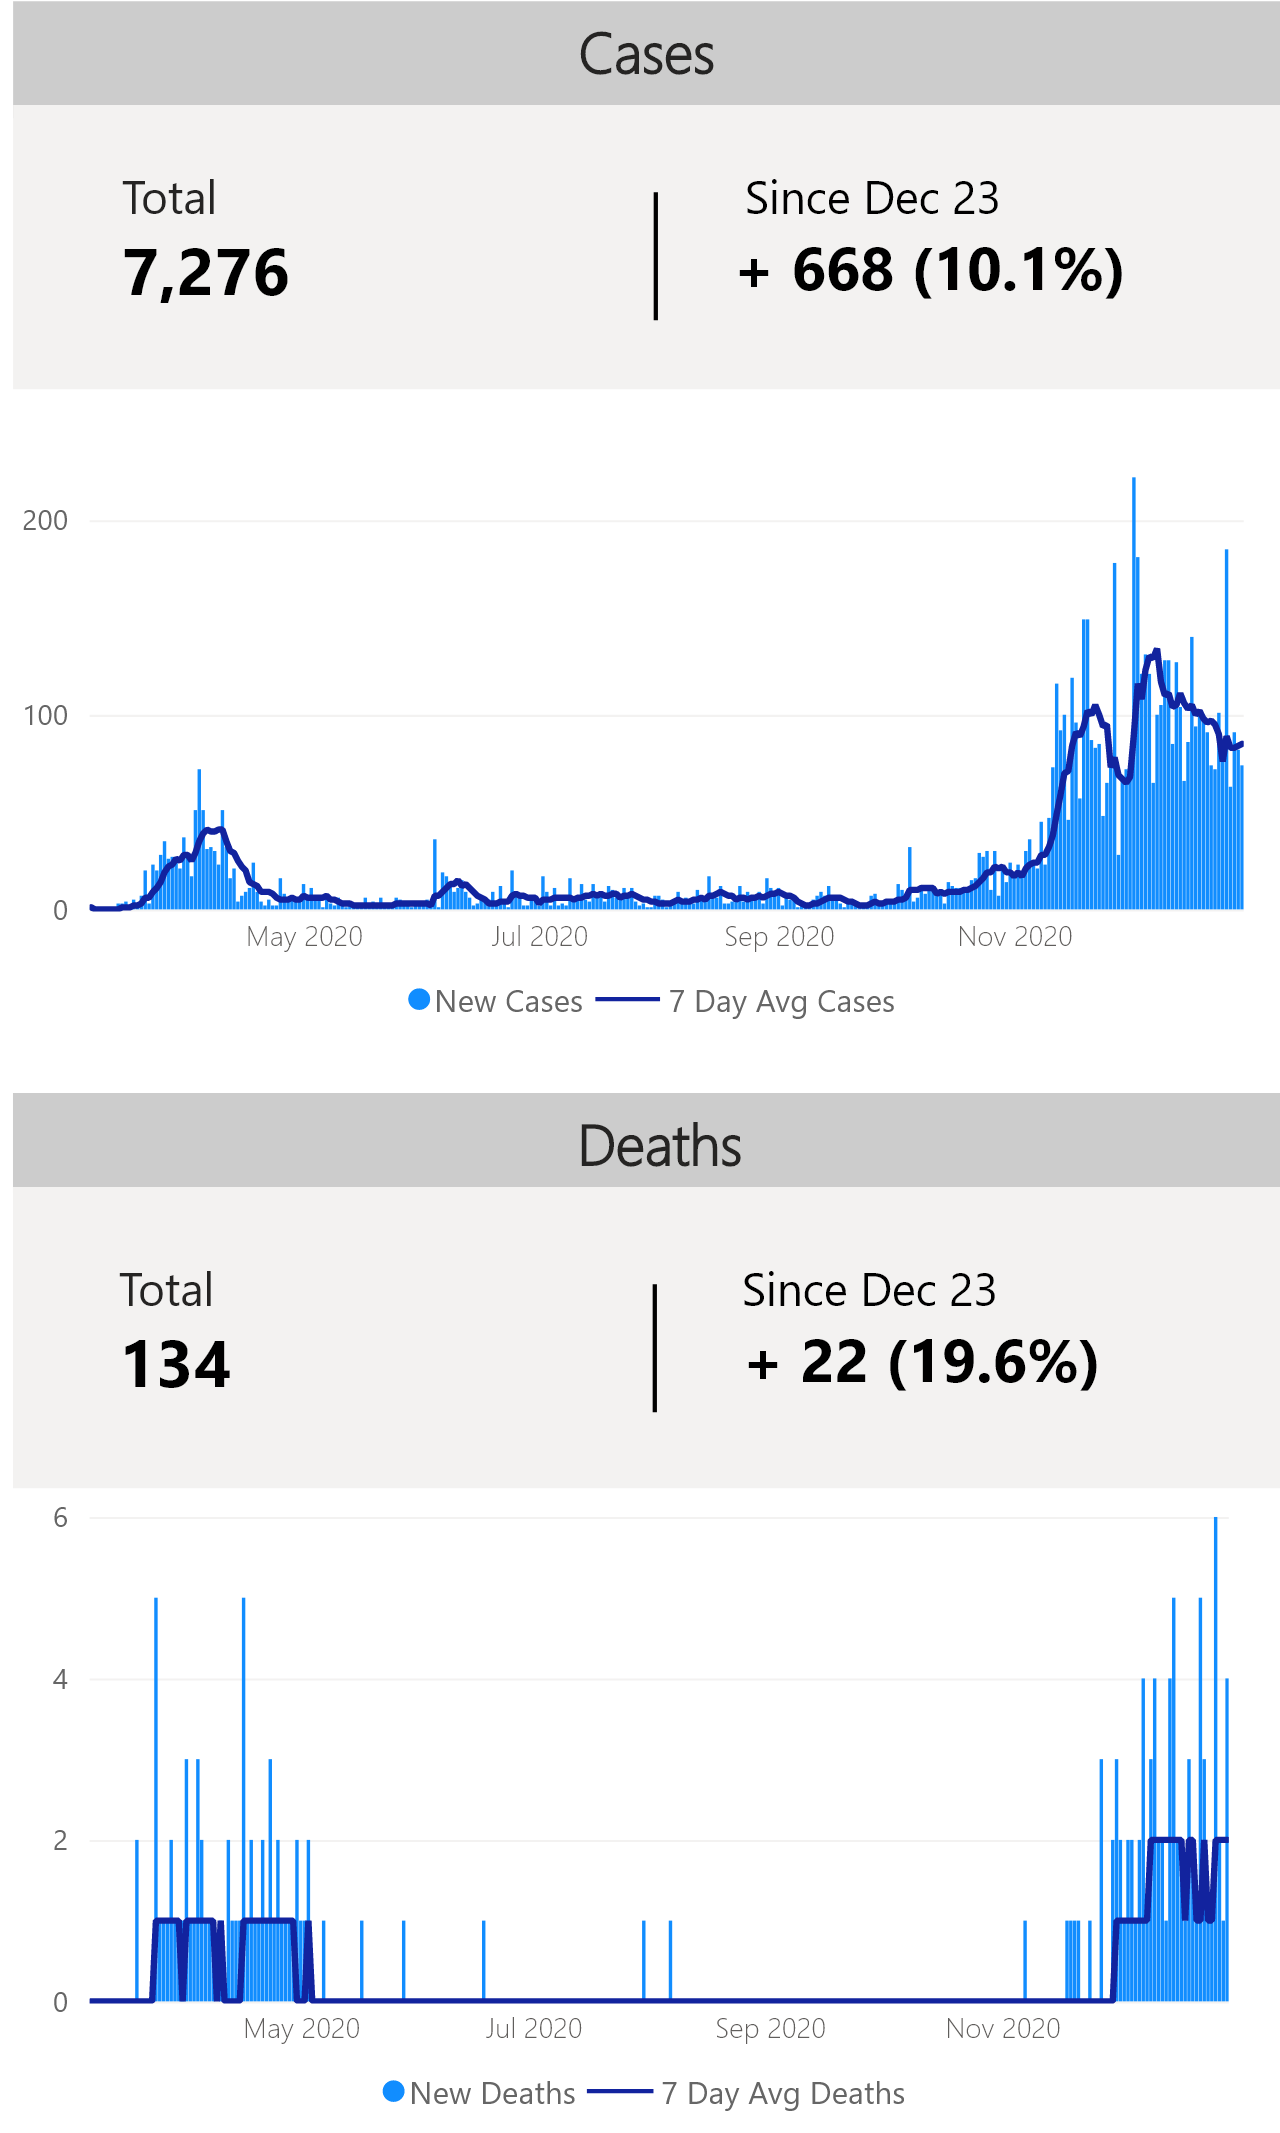 Cases
Total
Since Dec 23
7,276
+ 668 (10.1%)
200
100
0
May 2020
Jul 2020
Sep 2020
Nov 2020
New Cases
7 Day Avg Cases
Deaths
Total
Since Dec 23
134
+ 22 (19.6%)
6
4
2
0
May 2020
Jul 2020
Sep 2020
Nov 2020
New Deaths
7 Day Avg Deaths